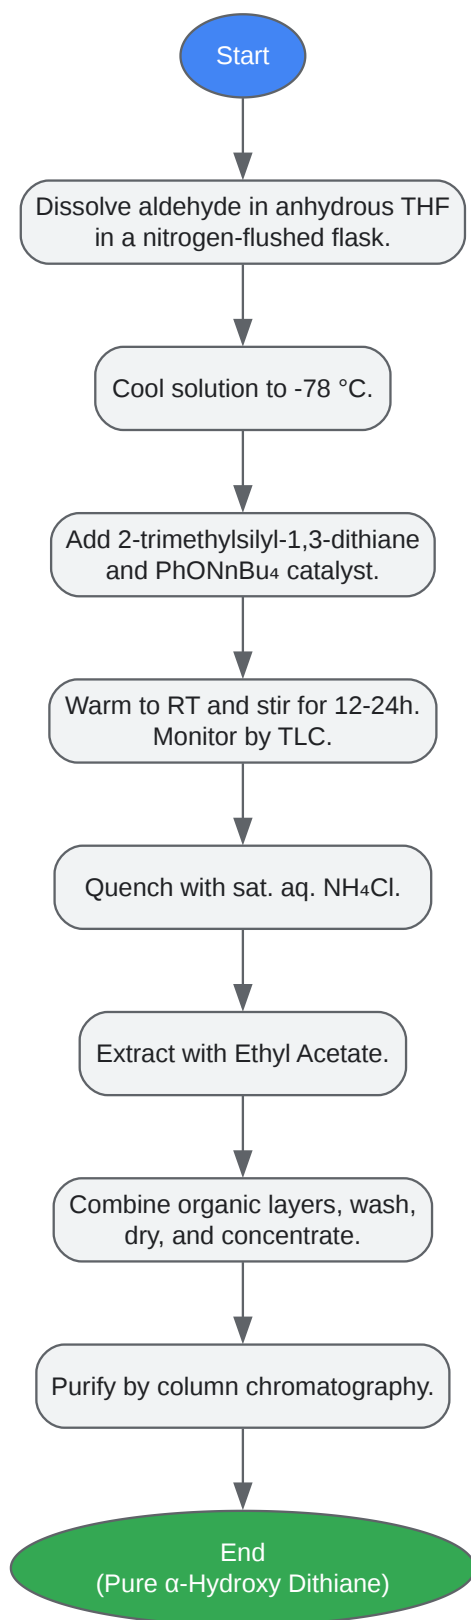 Start
Dissolve aldehyde in anhydrous THF
in a nitrogen-flushed flask.
Cool solution to -78 °C.
Add 2-trimethylsilyl-1,3-dithiane
and PhONnBu₄ catalyst.
Warm to RT and stir for 12-24h.
Monitor by TLC.
Quench with sat. aq. NH₄Cl.
Extract with Ethyl Acetate.
Combine organic layers, wash,
dry, and concentrate.
Purify by column chromatography.
End
(Pure α-Hydroxy Dithiane)